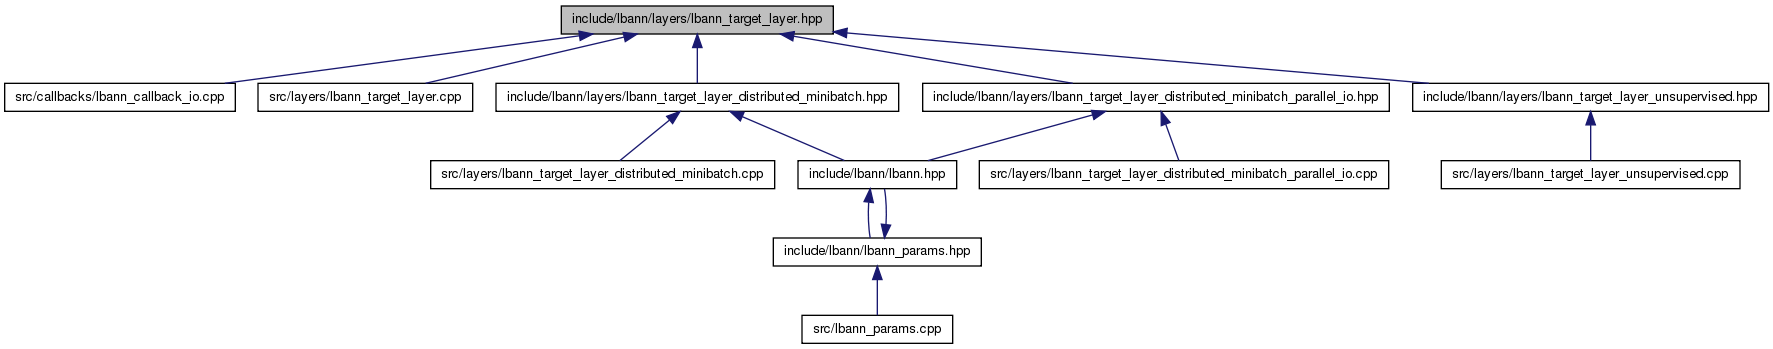 include/lbann/layers/lbann_target_layer.hpp
src/callbacks/lbann_callback_io.cpp
src/layers/lbann_target_layer.cpp
include/lbann/layers/lbann_target_layer_distributed_minibatch.hpp
include/lbann/layers/lbann_target_layer_distributed_minibatch_parallel_io.hpp
include/lbann/layers/lbann_target_layer_unsupervised.hpp
src/layers/lbann_target_layer_distributed_minibatch.cpp
include/lbann/lbann.hpp
src/layers/lbann_target_layer_distributed_minibatch_parallel_io.cpp
src/layers/lbann_target_layer_unsupervised.cpp
include/lbann/lbann_params.hpp
src/lbann_params.cpp